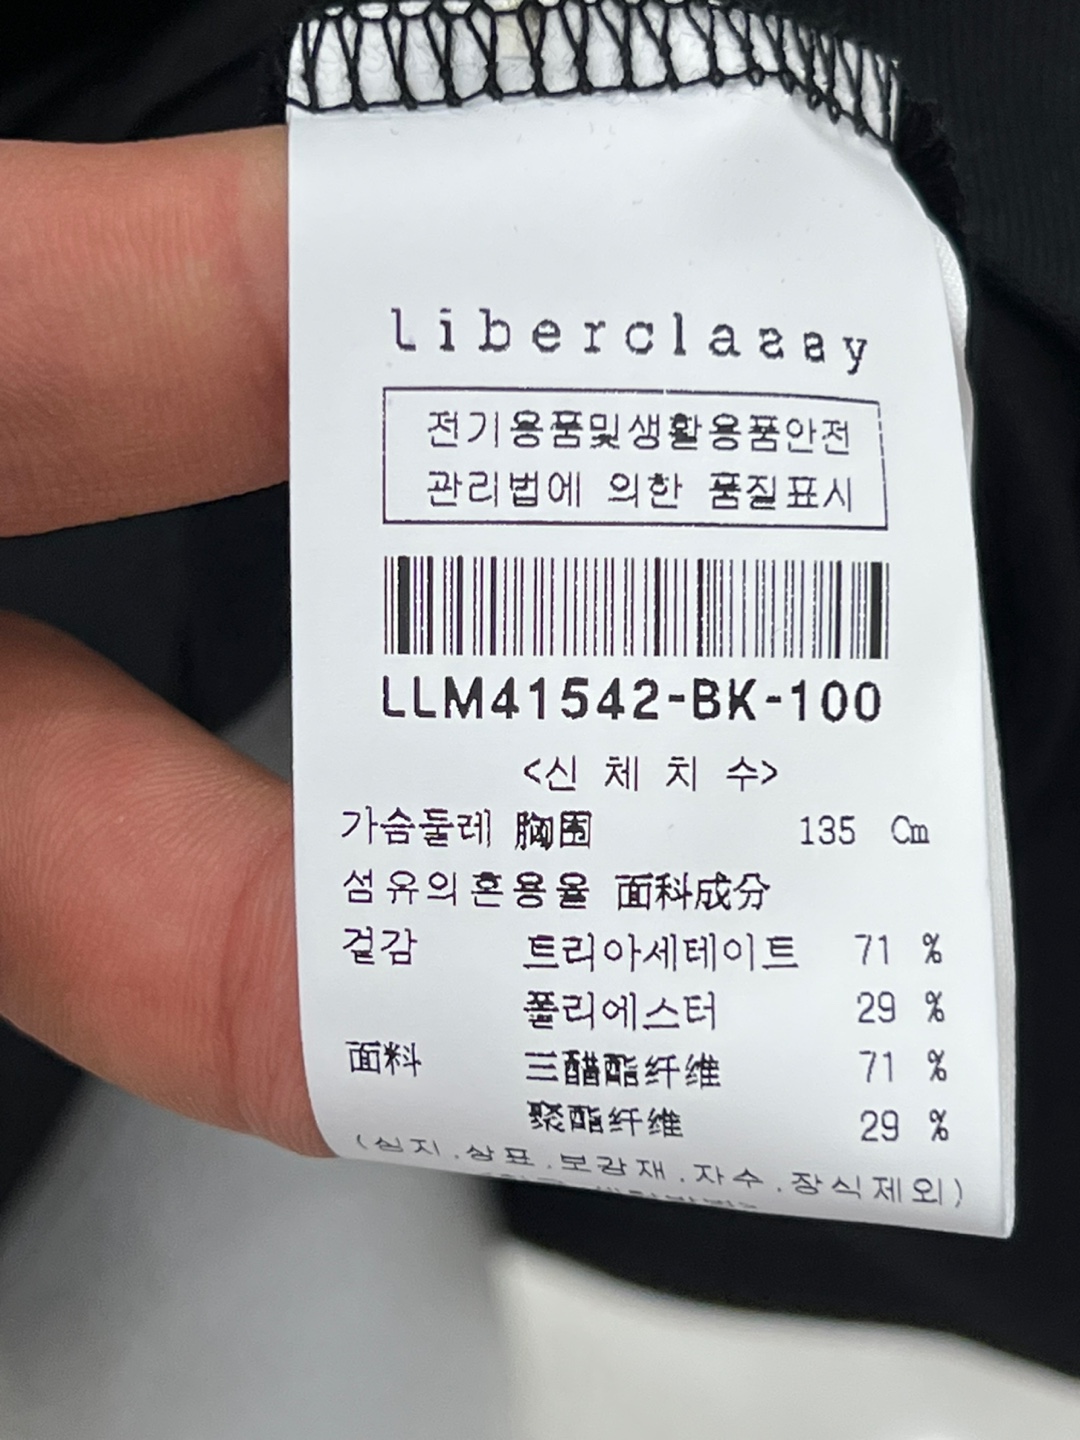 liberclassy
전기용품및생활용품안전
관리법에 의한 품질표시
LLM41542-BK-100
<신 체 치 수>
가슴둘레 胸围 135 Cm
섬유의혼용율 面料成分
겉감 트리아세테이트 71 %
폴리에스터 29 %
面料 三醋酯纤维 71 %
聚酯纤维 29 %
(심지.상표.보강재.자수.장식제외)